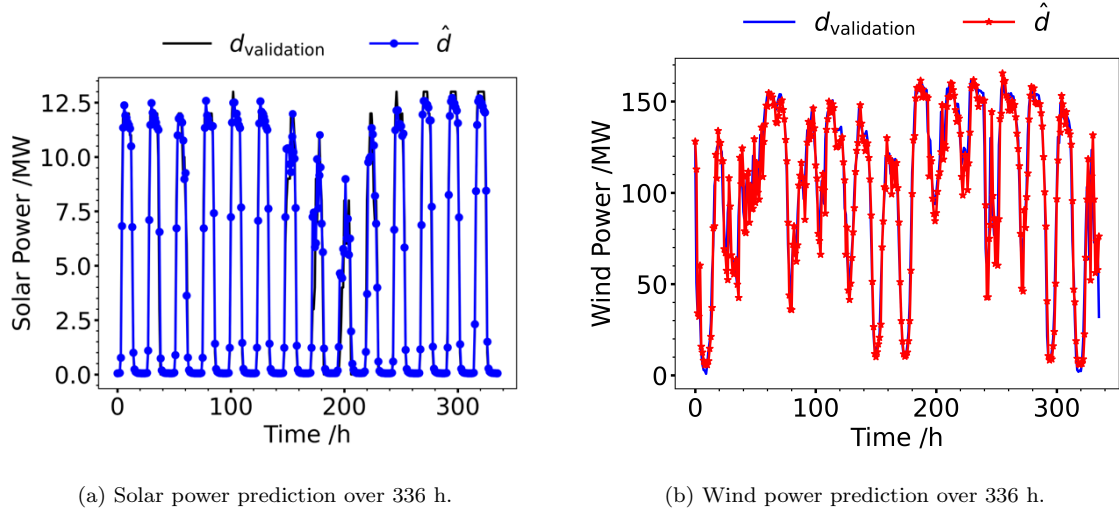 d_validation d̂
Solar Power /MW
12.5
10.0
7.5
5.0
2.5
0.0
0 100 200 300
Time /h
(a) Solar power prediction over 336 h.
d_validation d̂
Wind Power /MW
150
100
50
0
0 100 200 300
Time /h
(b) Wind power prediction over 336 h.